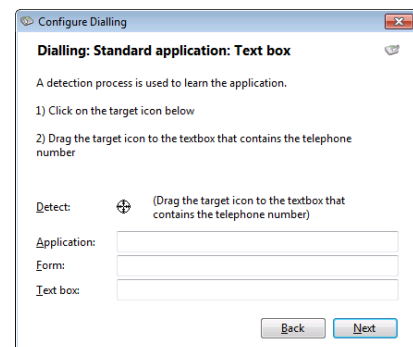 Configure Dialling
Dialling: Standard application: Text box
A detection process is used to learn the application.
1) Click on the target icon below
2) Drag the target icon to the textbox that contains the telephone
number
Detect:
(Drag the target icon to the textbox that
contains the telephone number)
Application:
Form:
Text box:
Back Next